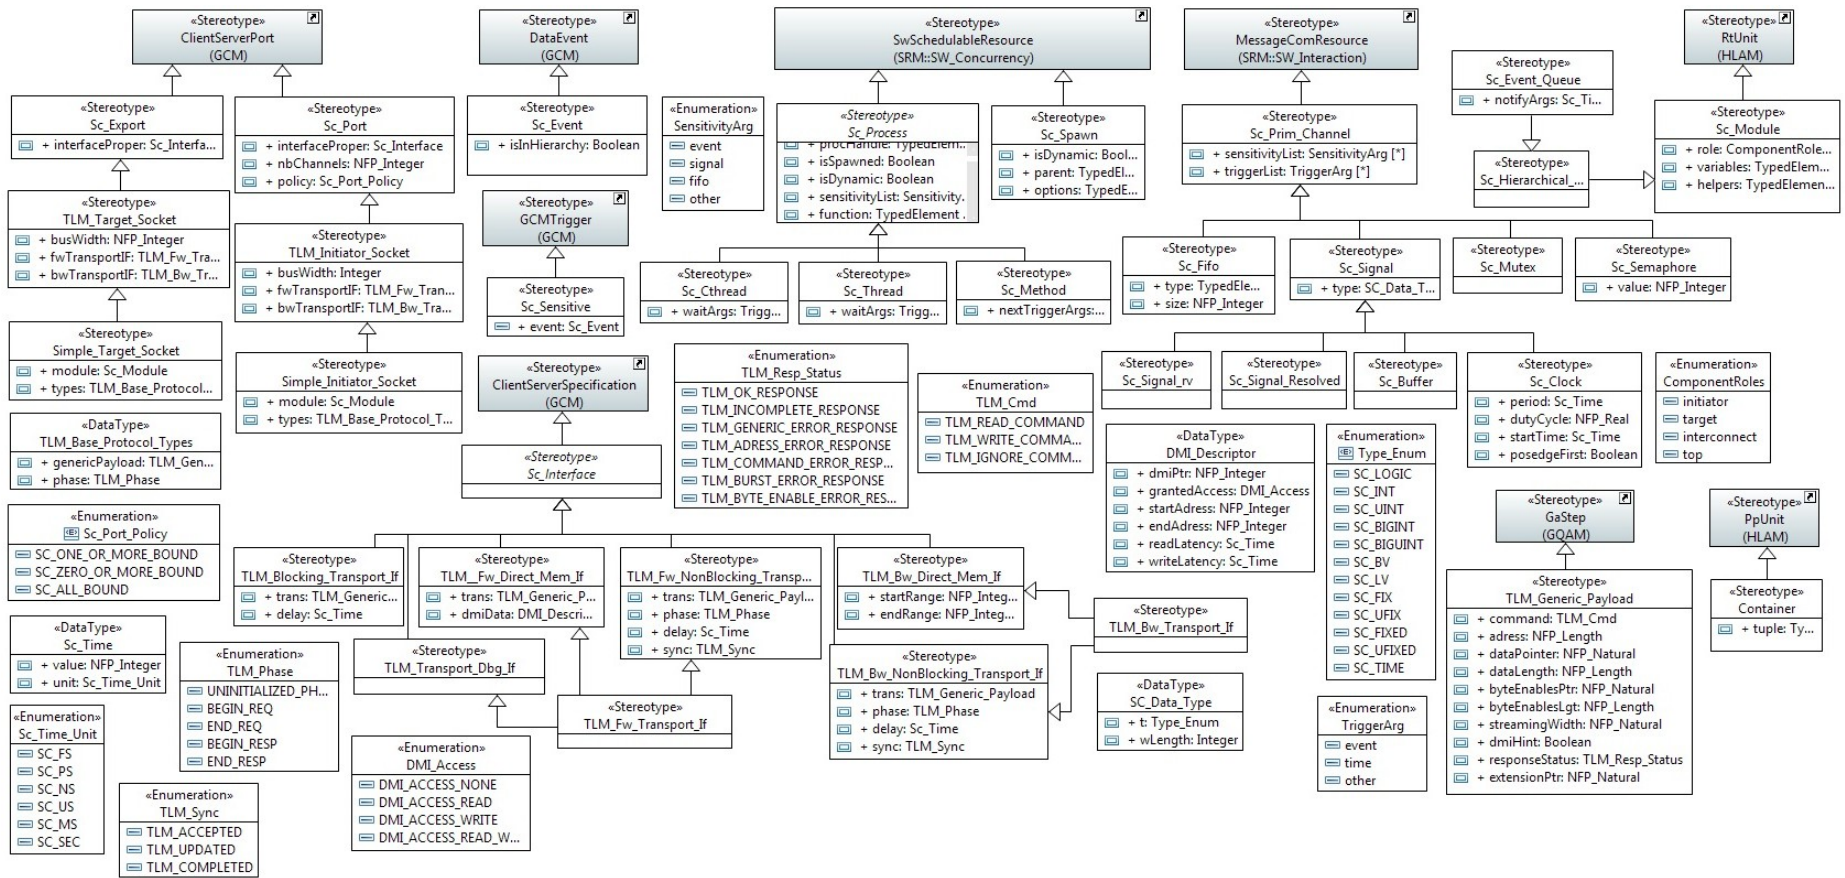 «Stereotype»
ClientServerPort
(GCM)
«Stereotype»
DataEvent
(GCM)
«Stereotype»
SwSchedulableResource
(SRM::SW_Concurrency)
«Stereotype»
MessageComResource
(SRM::SW_Interaction)
«Stereotype»
RtUnit
(HLAM)
«Stereotype»
Sc_Event_Queue
+ notifyArgs: Sc_Ti...
«Stereotype»
Sc_Export
+ interfaceProper: Sc_Interfa...
«Stereotype»
Sc_Port
+ interfaceProper: Sc_Interface
+ nbChannels: NFP_Integer
+ policy: Sc_Port_Policy
«Stereotype»
Sc_Event
+ isInHierarchy: Boolean
«Enumeration»
SensitivityArg
event
signal
fifo
other
«Stereotype»
Sc_Process
+ procHandle: TypedElem...
+ isSpawned: Boolean
+ isDynamic: Boolean
+ sensitivityList: Sensitivity.
+ function: TypedElement .
«Stereotype»
Sc_Spawn
+ isDynamic: Bool...
+ parent: TypedEl...
+ options: TypedE...
«Stereotype»
Sc_Prim_Channel
+ sensitivityList: SensitivityArg [*]
+ triggerList: TriggerArg [*]
«Stereotype»
Sc_Hierarchical_...
«Stereotype»
Sc_Module
+ role: ComponentRole...
+ variables: TypedElem...
+ helpers: TypedElemen...
«Stereotype»
TLM_Target_Socket
+ busWidth: NFP_Integer
+ fwTransportIF: TLM_Fw_Tra...
+ bwTransportIF: TLM_Bw_Tr...
«Stereotype»
TLM_Initiator_Socket
+ busWidth: Integer
+ fwTransportIF: TLM_Fw_Tran...
+ bwTransportIF: TLM_Bw_Tra...
«Stereotype»
GCMTrigger
(GCM)
«Stereotype»
Sc_Sensitive
+ event: Sc_Event
«Stereotype»
Sc_Cthread
+ waitArgs: Trigg...
«Stereotype»
Sc_Thread
+ waitArgs: Trigg...
«Stereotype»
Sc_Method
+ nextTriggerArgs:...
«Stereotype»
Sc_Fifo
+ type: TypedEle...
+ size: NFP_Integer
«Stereotype»
Sc_Signal
+ type: SC_Data_T...
«Stereotype»
Sc_Mutex
«Stereotype»
Sc_Semaphore
+ value: NFP_Integer
«Stereotype»
Simple_Target_Socket
+ module: Sc_Module
+ types: TLM_Base_Protocol...
«Stereotype»
Simple_Initiator_Socket
+ module: Sc_Module
+ types: TLM_Base_Protocol_T...
«Stereotype»
ClientServerSpecification
(GCM)
«Enumeration»
TLM_Resp_Status
TLM_OK_RESPONSE
TLM_INCOMPLETE_RESPONSE
TLM_GENERIC_ERROR_RESPONSE
TLM_ADRESS_ERROR_RESPONSE
TLM_COMMAND_ERROR_RESP...
TLM_BURST_ERROR_RESPONSE
TLM_BYTE_ENABLE_ERROR_RES...
«Enumeration»
TLM_Cmd
TLM_READ_COMMAND
TLM_WRITE_COMMA...
TLM_IGNORE_COMM...
«Stereotype»
Sc_Signal_rv
«Stereotype»
Sc_Signal_Resolved
«Stereotype»
Sc_Buffer
«Stereotype»
Sc_Clock
+ period: Sc_Time
+ dutyCycle: NFP_Real
+ startTime: Sc_Time
+ posedgeFirst: Boolean
«Enumeration»
ComponentRoles
initiator
target
interconnect
top
«DataType»
TLM_Base_Protocol_Types
+ genericPayload: TLM_Gen...
+ phase: TLM_Phase
«Stereotype»
Sc_Interface
«DataType»
DMI_Descriptor
+ dmiPtr: NFP_Integer
+ grantedAccess: DMI_Access
+ startAdress: NFP_Integer
+ endAdress: NFP_Integer
+ readLatency: Sc_Time
+ writeLatency: Sc_Time
«Enumeration»
Type_Enum
SC_LOGIC
SC_INT
SC_UINT
SC_BIGINT
SC_BIGUINT
SC_BV
SC_LV
SC_FIX
SC_UFIX
SC_FIXED
SC_UFIXED
SC_TIME
«Stereotype»
GaStep
(GQAM)
«Stereotype»
PpUnit
(HLAM)
«Enumeration»
Sc_Port_Policy
SC_ONE_OR_MORE_BOUND
SC_ZERO_OR_MORE_BOUND
SC_ALL_BOUND
«Stereotype»
TLM_Blocking_Transport_If
+ trans: TLM_Generic...
+ delay: Sc_Time
«Stereotype»
TLM__Fw_Direct_Mem_If
+ trans: TLM_Generic_P...
+ dmiData: DMI_Descri...
«Stereotype»
TLM_Fw_NonBlocking_Transp...
+ trans: TLM_Generic_Payl...
+ phase: TLM_Phase
+ delay: Sc_Time
+ sync: TLM_Sync
«Stereotype»
TLM_Bw_Direct_Mem_If
+ startRange: NFP_Integ...
+ endRange: NFP_Integ...
«Stereotype»
TLM_Bw_Transport_If
«Stereotype»
TLM_Generic_Payload
+ command: TLM_Cmd
+ adress: NFP_Length
+ dataPointer: NFP_Natural
+ dataLength: NFP_Length
+ byteEnablesPtr: NFP_Natural
+ byteEnablesLgt: NFP_Length
+ streamingWidth: NFP_Natural
+ dmiHint: Boolean
+ responseStatus: TLM_Resp_Status
+ extensionPtr: NFP_Natural
«Stereotype»
Container
+ tuple: Ty...
«DataType»
Sc_Time
+ value: NFP_Integer
+ unit: Sc_Time_Unit
«Enumeration»
TLM_Phase
UNINITIALIZED_PH...
BEGIN_REQ
END_REQ
BEGIN_RESP
END_RESP
«Stereotype»
TLM_Transport_Dbg_If
«Stereotype»
TLM_Fw_Transport_If
«Stereotype»
TLM_Bw_NonBlocking_Transport_If
+ trans: TLM_Generic_Payload
+ phase: TLM_Phase
+ delay: Sc_Time
+ sync: TLM_Sync
«DataType»
SC_Data_Type
+ t: Type_Enum
+ wLength: Integer
«Enumeration»
TriggerArg
event
time
other
«Enumeration»
Sc_Time_Unit
SC_FS
SC_PS
SC_NS
SC_US
SC_MS
SC_SEC
«Enumeration»
TLM_Sync
TLM_ACCEPTED
TLM_UPDATED
TLM_COMPLETED
«Enumeration»
DMI_Access
DMI_ACCESS_NONE
DMI_ACCESS_READ
DMI_ACCESS_WRITE
DMI_ACCESS_READ_W...